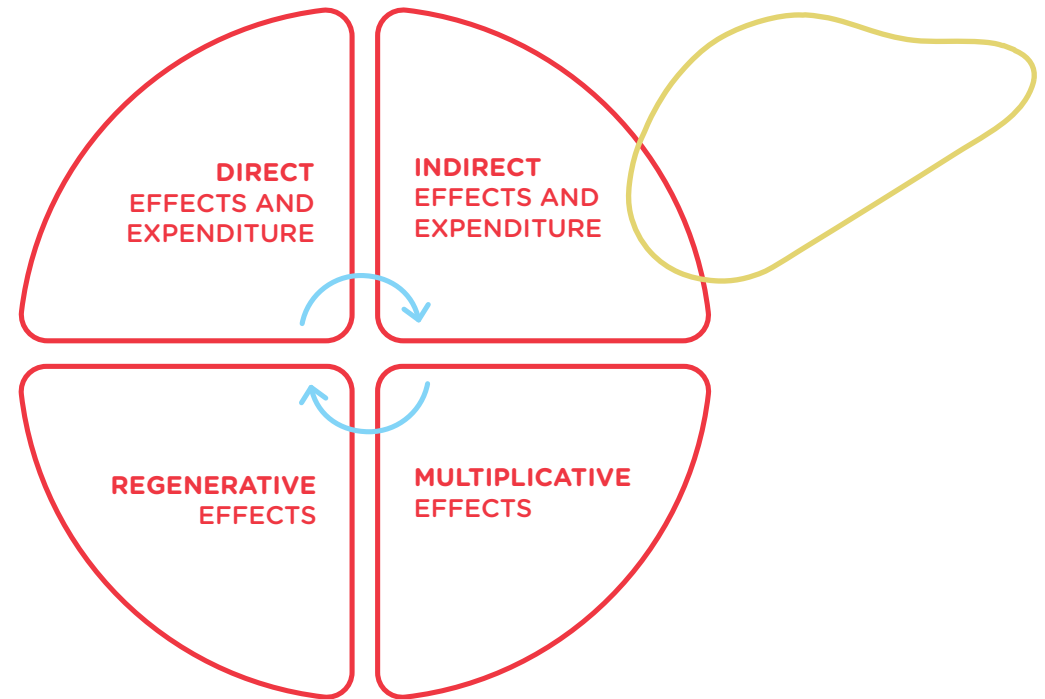 DIRECT
EFFECTS AND
EXPENDITURE
INDIRECT
EFFECTS AND
EXPENDITURE
REGENERATIVE
EFFECTS
MULTIPLICATIVE
EFFECTS